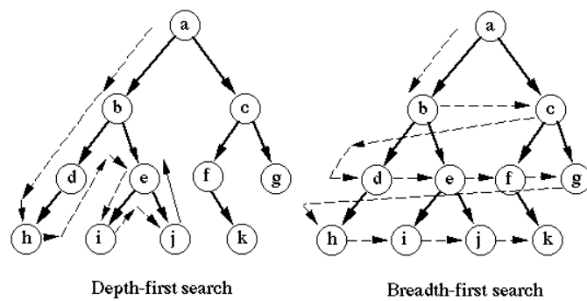 a a
b c b c
d e f g d e f g
h i j k h i j k
Depth-first search Breadth-first search